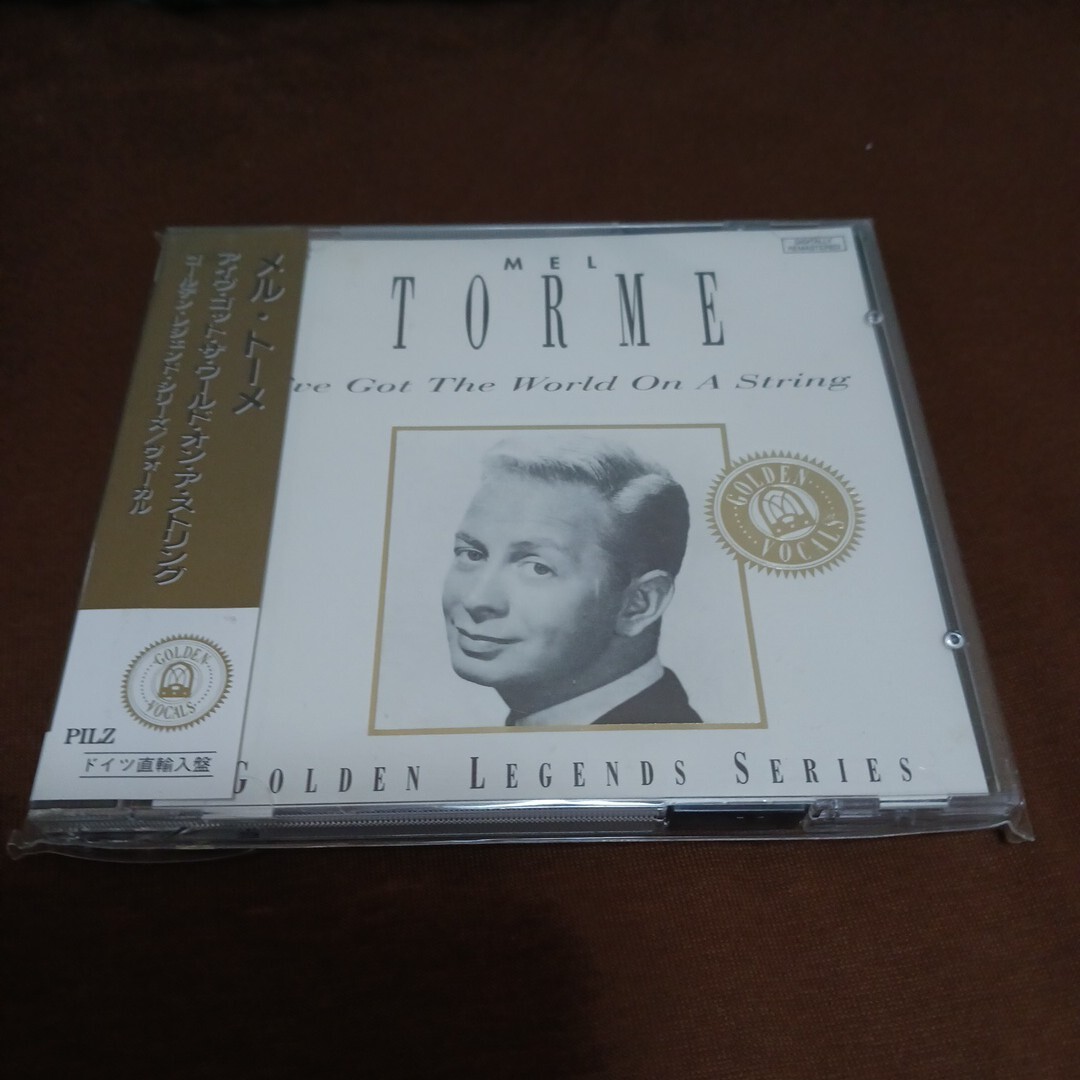 メル・トーメ
アイヴ・ゴット・ザ・ワールド・オン・ア・ストリング
ゴールデン・レジェンド・シリーズ/ヴォーカル
GOLDEN VOCALS
PILZ
ドイツ直輸入盤
DIGITALLY REMASTERED
MEL
TORME
've Got The World On A String
GOLDEN VOCALS
GOLDEN LEGENDS SERIES